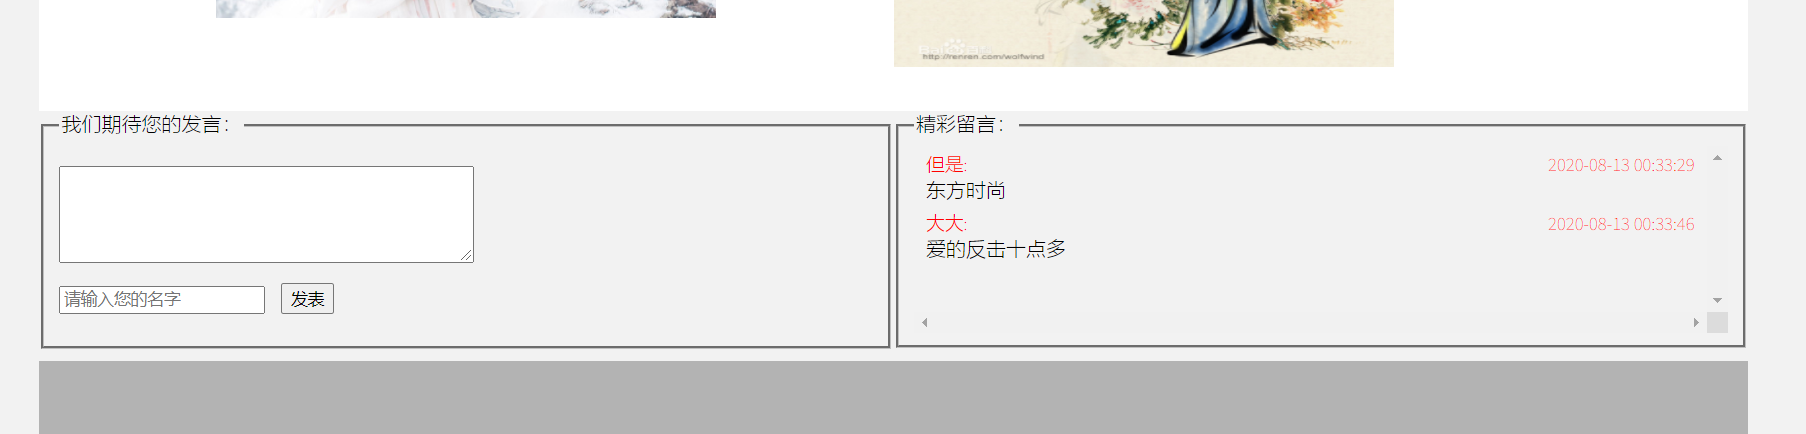 http://renren.com/wolfwind
我们期待您的发言：
请输入您的名字
发表
精彩留言：
但是: 2020-08-13 00:33:29
东方时尚
大大: 2020-08-13 00:33:46
爱的反击十点多